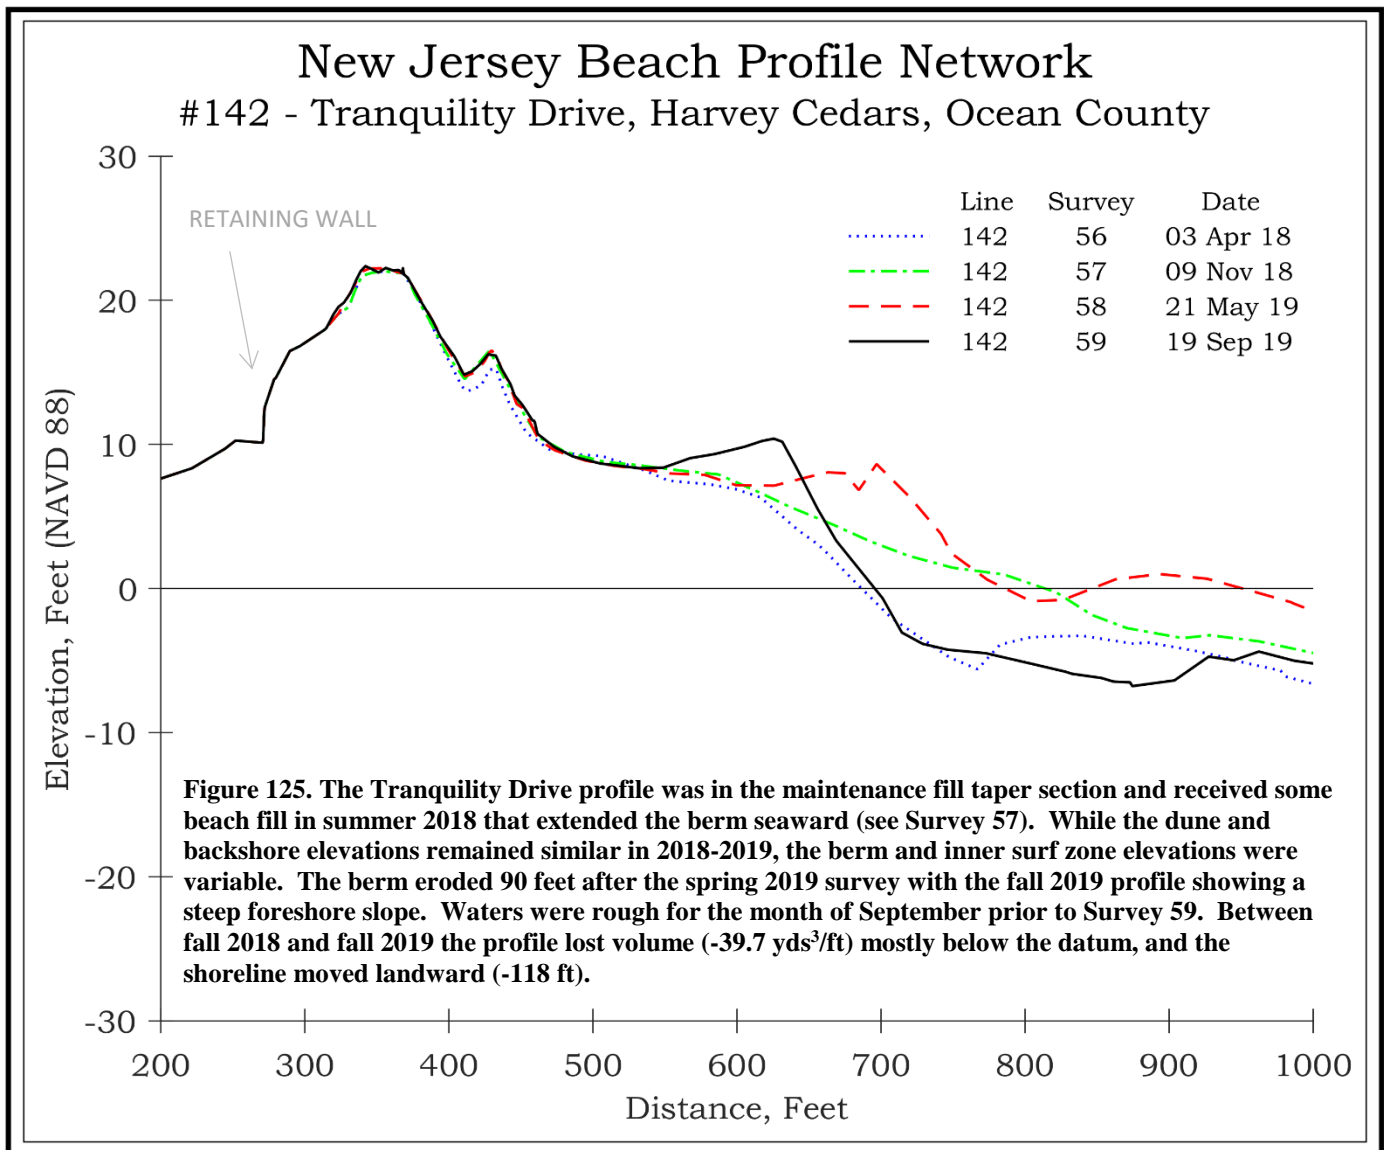 New Jersey Beach Profile Network
#142 - Tranquility Drive, Harvey Cedars, Ocean County
30
20
10
0
-10
-20
-30
Elevation, Feet (NAVD 88)
RETAINING WALL
Line Survey Date
142 56 03 Apr 18
142 57 09 Nov 18
142 58 21 May 19
142 59 19 Sep 19
Figure 125. The Tranquility Drive profile was in the maintenance fill taper section and received some
beach fill in summer 2018 that extended the berm seaward (see Survey 57). While the dune and
backshore elevations remained similar in 2018-2019, the berm and inner surf zone elevations were
variable. The berm eroded 90 feet after the spring 2019 survey with the fall 2019 profile showing a
steep foreshore slope. Waters were rough for the month of September prior to Survey 59. Between
fall 2018 and fall 2019 the profile lost volume (-39.7 yds³/ft) mostly below the datum, and the
shoreline moved landward (-118 ft).
200 300 400 500 600 700 800 900 1000
Distance, Feet